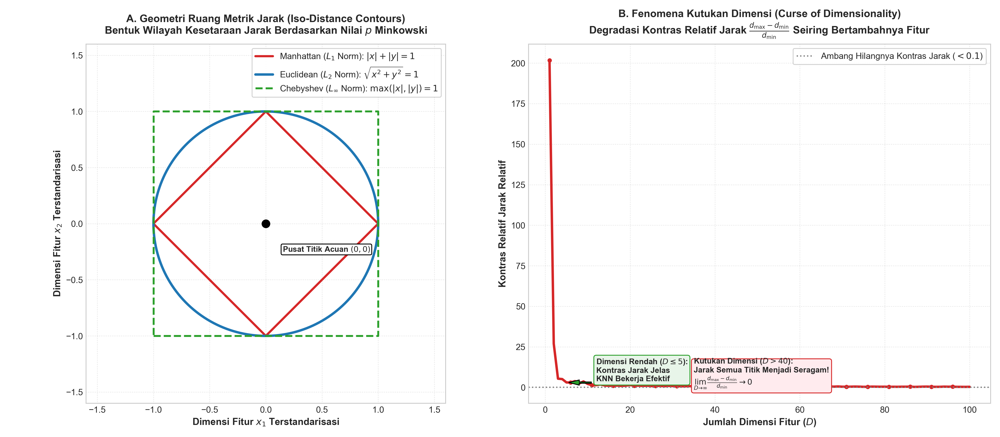 A. Geometri Ruang Metrik Jarak (Iso-Distance Contours)
Bentuk Wilayah Kesetaraan Jarak Berdasarkan Nilai p Minkowski
Manhattan (L₁ Norm): |x| + |y| = 1
Euclidean (L₂ Norm): √(x² + y²) = 1
Chebyshev (L∞ Norm): max(|x|, |y|) = 1
1.5
1.0
0.5
0.0
−0.5
−1.0
−1.5
Dimensi Fitur x₂ Terstandarisasi
Pusat Titik Acuan (0, 0)
−1.5 −1.0 −0.5 0.0 0.5 1.0 1.5
Dimensi Fitur x₁ Terstandarisasi
B. Fenomena Kutukan Dimensi (Curse of Dimensionality)
Degradasi Kontras Relatif Jarak (d_max − d_min)/d_min Seiring Bertambahnya Fitur
Ambang Hilangnya Kontras Jarak ( < 0.1)
200
175
150
125
100
75
50
25
0
Kontras Relatif Jarak Relatif
Dimensi Rendah (D ≤ 5):
Kontras Jarak Jelas
KNN Bekerja Efektif
Kutukan Dimensi (D > 40):
Jarak Semua Titik Menjadi Seragam!
lim D→∞ (d_max − d_min)/d_min → 0
0 20 40 60 80 100
Jumlah Dimensi Fitur (D)